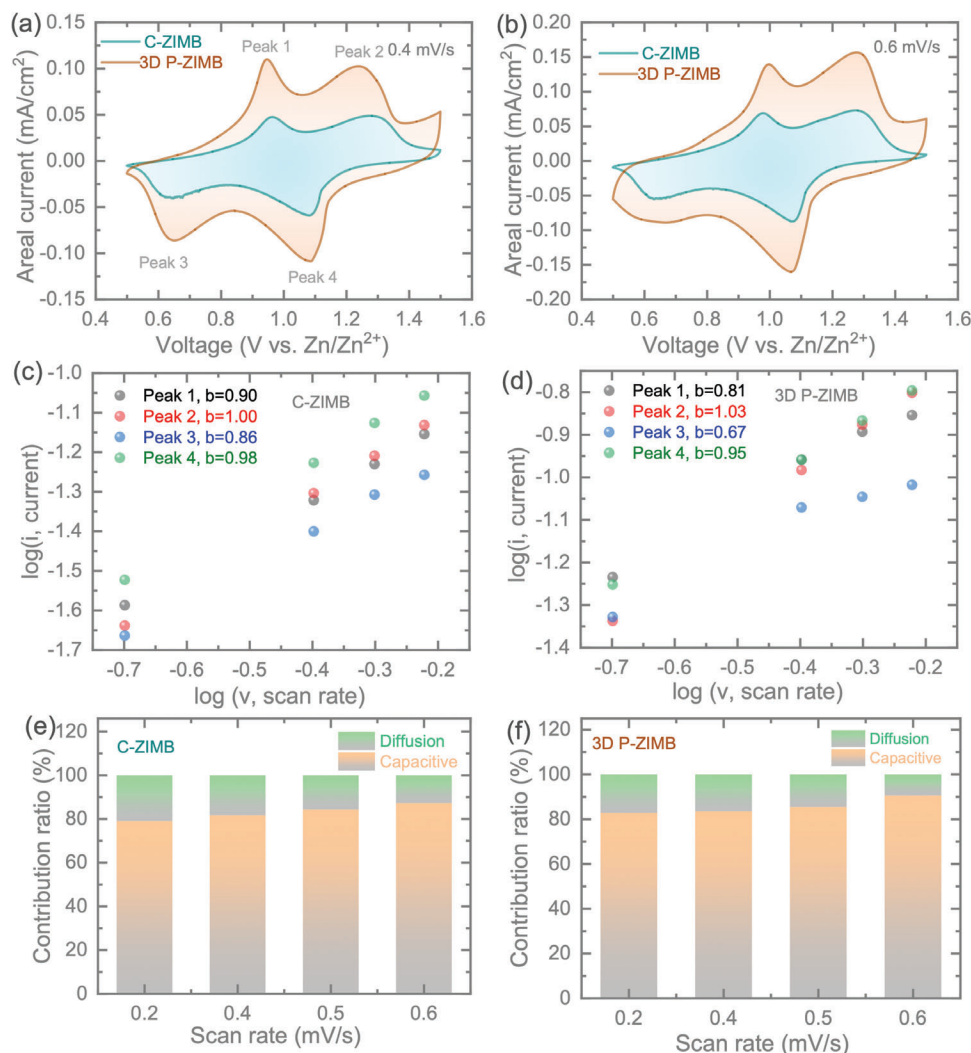 (a)
C-ZIMB
3D P-ZIMB
Peak 1
Peak 2
0.4 mV/s
Peak 3
Peak 4
0.15
0.10
0.05
0.00
-0.05
-0.10
-0.15
Areal current (mA/cm²)
0.4 0.6 0.8 1.0 1.2 1.4 1.6
Voltage (V vs. Zn/Zn²⁺)
(b)
C-ZIMB
3D P-ZIMB
0.6 mV/s
0.20
0.15
0.10
0.05
0.00
-0.05
-0.10
-0.15
-0.20
Areal current (mA/cm²)
0.4 0.6 0.8 1.0 1.2 1.4 1.6
Voltage (V vs. Zn/Zn²⁺)
(c)
Peak 1, b=0.90
Peak 2, b=1.00
Peak 3, b=0.86
Peak 4, b=0.98
C-ZIMB
-1.0
-1.1
-1.2
-1.3
-1.4
-1.5
-1.6
-1.7
log(i, current)
-0.7 -0.6 -0.5 -0.4 -0.3 -0.2 -0.1
log (v, scan rate)
(d)
Peak 1, b=0.81
Peak 2, b=1.03
Peak 3, b=0.67
Peak 4, b=0.95
3D P-ZIMB
-0.8
-0.9
-1.0
-1.1
-1.2
-1.3
-1.4
log(i, current)
-0.7 -0.6 -0.5 -0.4 -0.3 -0.2
log (v, scan rate)
(e)
C-ZIMB
Diffusion
Capacitive
120
100
80
60
40
20
0
Contribution ratio (%)
0.2 0.4 0.5 0.6
Scan rate (mV/s)
(f)
3D P-ZIMB
Diffusion
Capacitive
120
100
80
60
40
20
0
Contribution ratio (%)
0.2 0.4 0.5 0.6
Scan rate (mV/s)